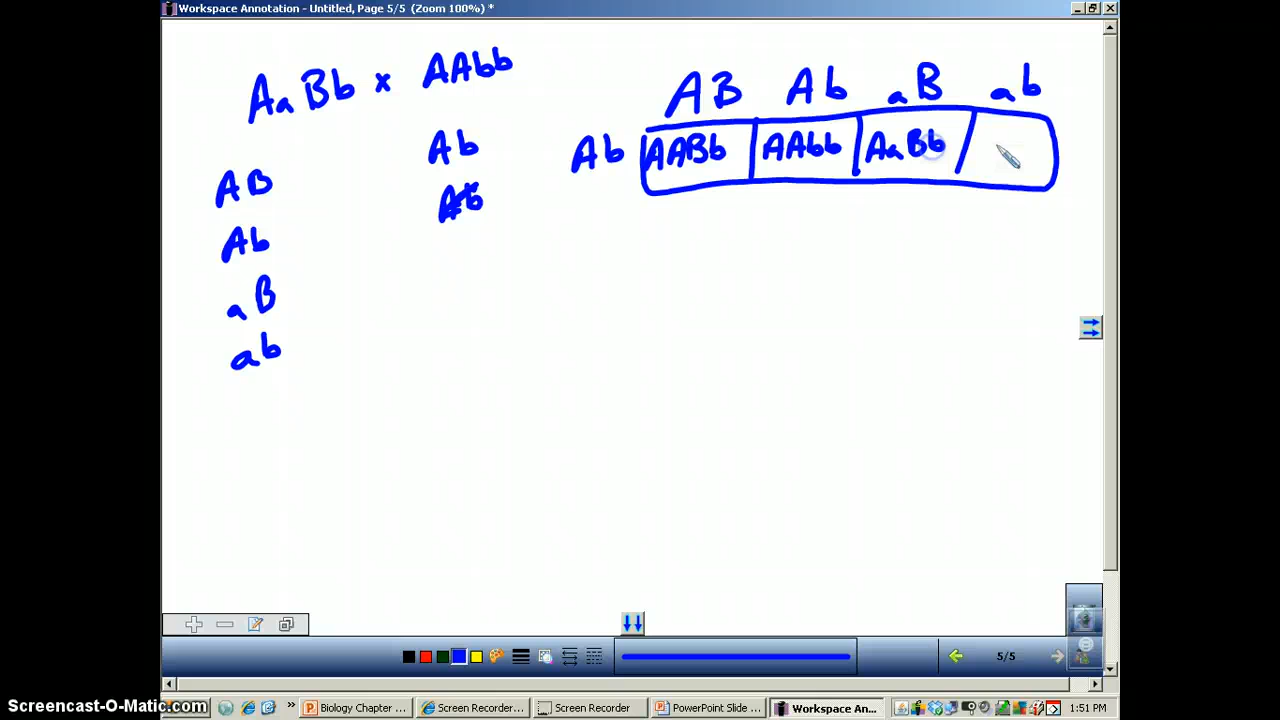 Workspace Annotation - Untitled, Page 5/5 (Zoom 100%) *
AaBb x AAbb
AB Ab aB ab
Ab
Ab AABb AAbb AaBb
AB
Ab
aB
ab
5/5
Screencast-O-Matic.com
» Biology Chapter ... Screen Recorder... Screen Recorder PowerPoint Slide ... Workspace Ann... 1:51 PM